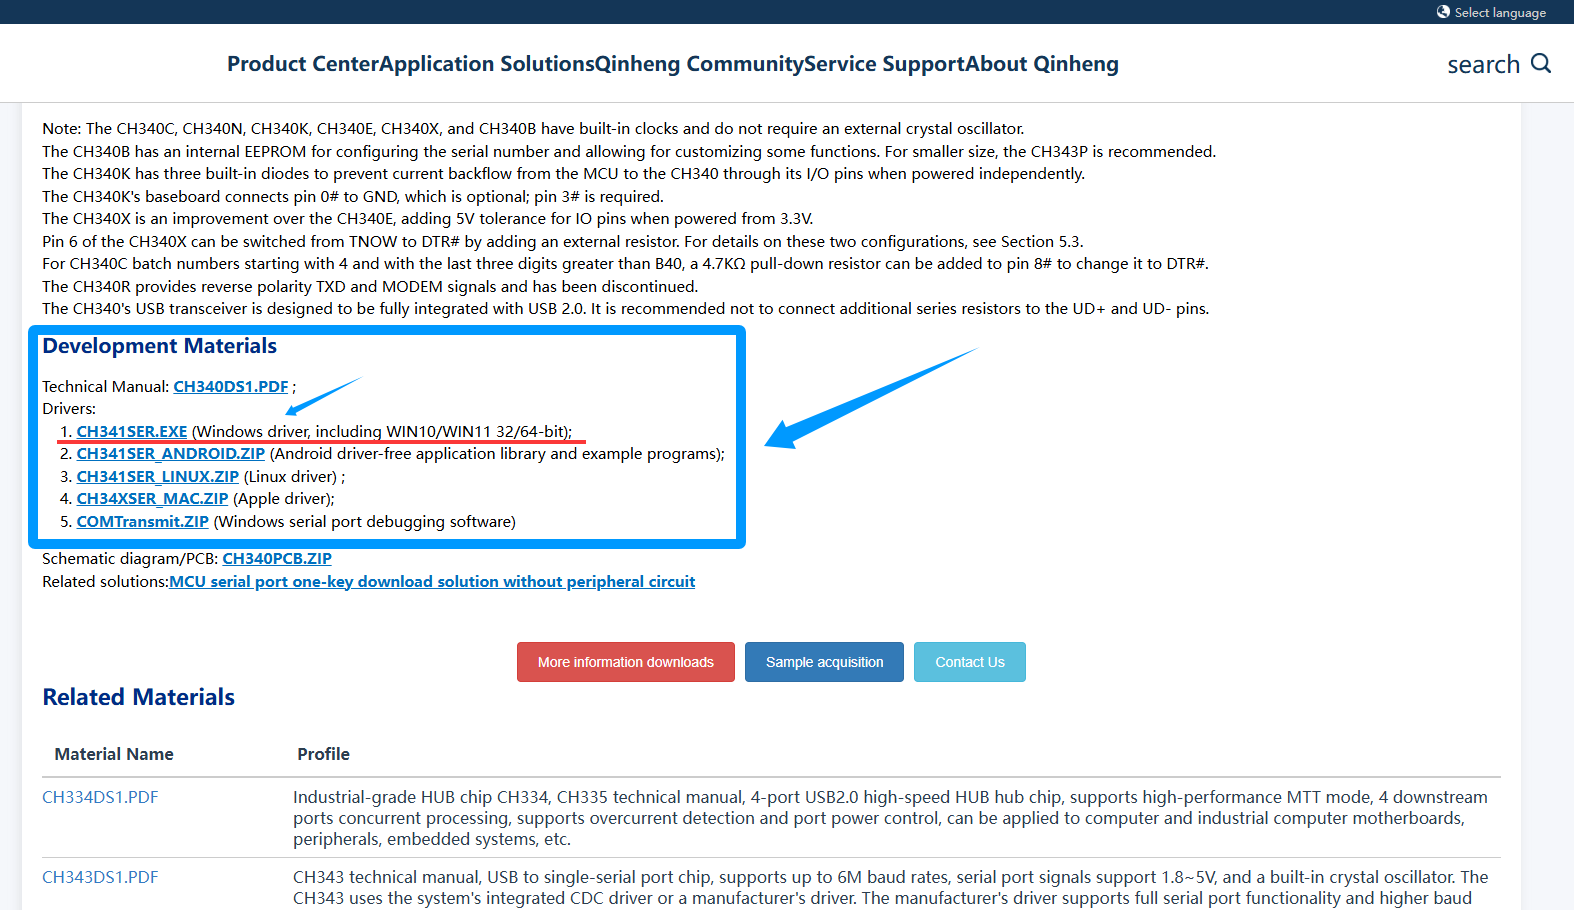 Select language
Product CenterApplication SolutionsQinheng CommunityService SupportAbout Qinheng
search
Note: The CH340C, CH340N, CH340K, CH340E, CH340X, and CH340B have built-in clocks and do not require an external crystal oscillator.
The CH340B has an internal EEPROM for configuring the serial number and allowing for customizing some functions. For smaller size, the CH343P is recommended.
The CH340K has three built-in diodes to prevent current backflow from the MCU to the CH340 through its I/O pins when powered independently.
The CH340K's baseboard connects pin 0# to GND, which is optional; pin 3# is required.
The CH340X is an improvement over the CH340E, adding 5V tolerance for IO pins when powered from 3.3V.
Pin 6 of the CH340X can be switched from TNOW to DTR# by adding an external resistor. For details on these two configurations, see Section 5.3.
For CH340C batch numbers starting with 4 and with the last three digits greater than B40, a 4.7KΩ pull-down resistor can be added to pin 8# to change it to DTR#.
The CH340R provides reverse polarity TXD and MODEM signals and has been discontinued.
The CH340's USB transceiver is designed to be fully integrated with USB 2.0. It is recommended not to connect additional series resistors to the UD+ and UD- pins.
Development Materials
Technical Manual: CH340DS1.PDF ;
Drivers:
1. CH341SER.EXE (Windows driver, including WIN10/WIN11 32/64-bit);
2. CH341SER_ANDROID.ZIP (Android driver-free application library and example programs);
3. CH341SER_LINUX.ZIP (Linux driver) ;
4. CH34XSER_MAC.ZIP (Apple driver);
5. COMTransmit.ZIP (Windows serial port debugging software)
Schematic diagram/PCB: CH340PCB.ZIP
Related solutions:MCU serial port one-key download solution without peripheral circuit
More information downloads
Sample acquisition
Contact Us
Related Materials
Material Name
Profile
CH334DS1.PDF
Industrial-grade HUB chip CH334, CH335 technical manual, 4-port USB2.0 high-speed HUB hub chip, supports high-performance MTT mode, 4 downstream
ports concurrent processing, supports overcurrent detection and port power control, can be applied to computer and industrial computer motherboards,
peripherals, embedded systems, etc.
CH343DS1.PDF
CH343 technical manual, USB to single-serial port chip, supports up to 6M baud rates, serial port signals support 1.8~5V, and a built-in crystal oscillator. The
CH343 uses the system's integrated CDC driver or a manufacturer's driver. The manufacturer's driver supports full serial port functionality and higher baud